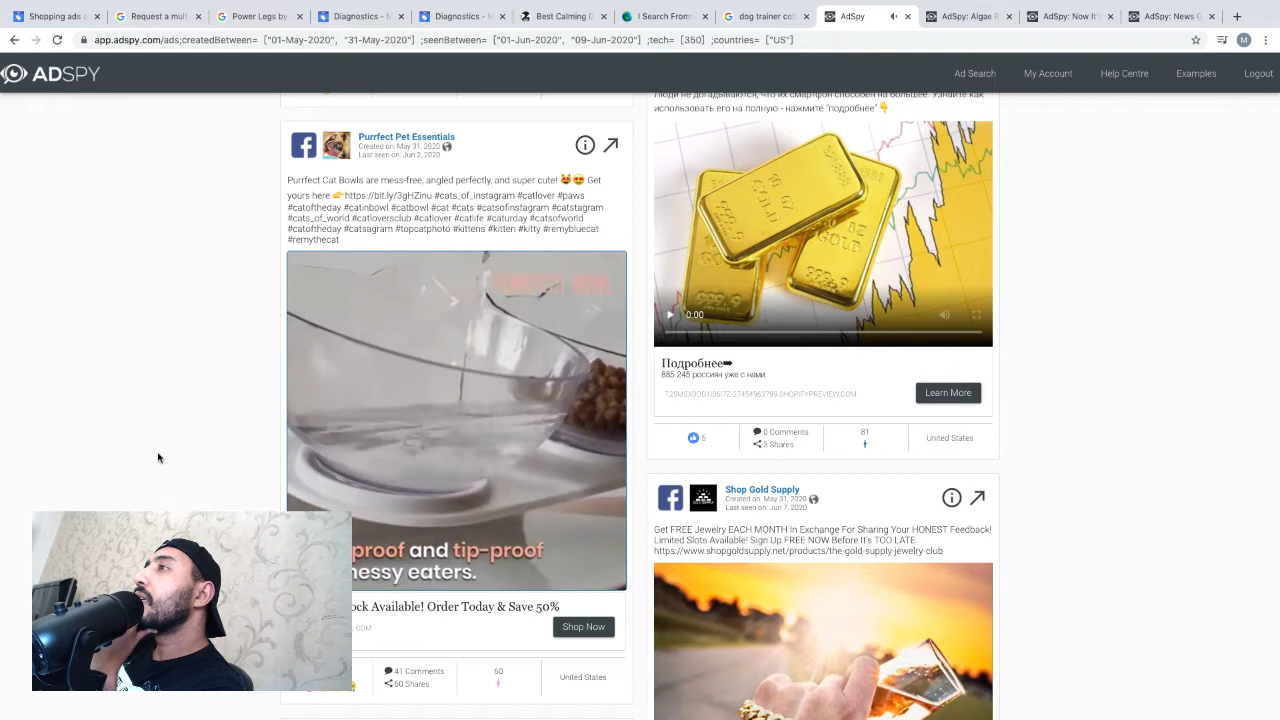 Shopping ads s
Request a mult
Power Legs by
Diagnostics - M
Diagnostics - M
Best Calming D
I Search From:
dog trainer coll
AdSpy
AdSpy: Algae R
AdSpy: Now It's
AdSpy: News G
app.adspy.com/ads;createdBetween= ["01-May-2020", "31-May-2020"] ;seenBetween= ["01-Jun-2020", "09-Jun-2020"] ;tech= [350] ;countries= ["US"]
M
ADSPY
Ad Search
My Account
Help Centre
Examples
Logout
Purrfect Pet Essentials
Created on: May 31, 2020
Last seen on: Jun 2, 2020
Purrfect Cat Bowls are mess-free, angled perfectly, and super cute! 😻😍 Get
yours here 👉https://bit.ly/3gHZinu #cats_of_instagram #catlover #paws
#catoftheday #catinbowl #catbowl #cat #cats #catsofinstagram #catstagram
#cats_of_world #catloversclub #catlover #catlife #caturday #catsofworld
#catoftheday #catsagram #topcatphoto #kittens #kitten #kitty #remybluecat
#remythecat
PURRFECT BOWL
proof and tip-proof
messy eaters.
ock Available! Order Today & Save 50%
.COM
Shop Now
41 Comments
60 Shares
60
United States
Люди не догадываются, что их смартфон способен на большее. Узнайте как
использовать его на полную - нажмите "подробнее"👇
OZ GOLD
999.9
0:00
Подробнее➡
885 245 россиян уже с нами
Learn More
5
0 Comments
3 Shares
81
United States
Shop Gold Supply
Created on: May 31, 2020
Last seen on: Jun 7, 2020
Get FREE Jewelry EACH MONTH In Exchange For Sharing Your HONEST Feedback!
Limited Slots Available! Sign Up FREE NOW Before It's TOO LATE:
https://www.shopgoldsupply.net/products/the-gold-supply-jewelry-club